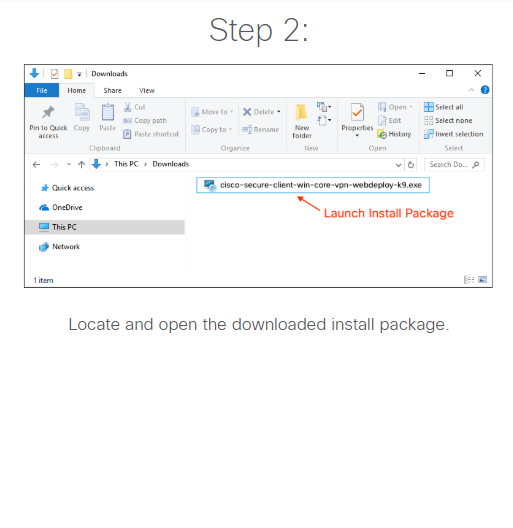 Step 2:
Downloads
File Home Share View
Pin to Quick access
Copy
Paste
Cut
Copy path
Paste shortcut
Clipboard
Move to
Copy to
Delete
Rename
Organize
New folder
New
Properties
Open
Edit
History
Open
Select all
Select none
Invert selection
Select
This PC > Downloads
Search Do...
Quick access
OneDrive
This PC
Network
cisco-secure-client-win-core-vpn-webdeploy-k9.exe
Launch Install Package
1 item
Locate and open the downloaded install package.